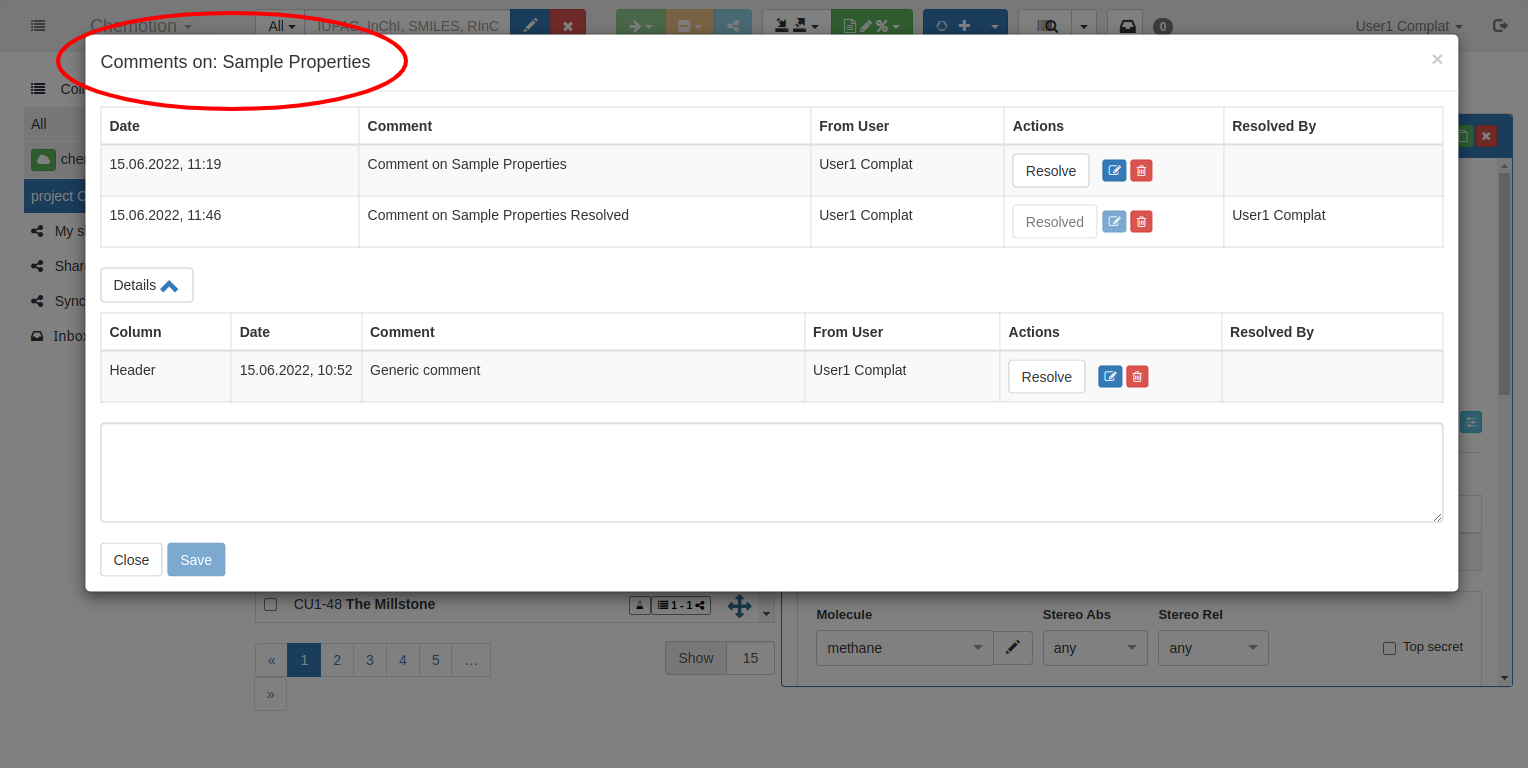 Chemotion
All
IUPAC, InChI, SMILES, RInC
0
User1 Complat
Comments on: Sample Properties
×
Date Comment From User Actions Resolved By
15.06.2022, 11:19 Comment on Sample Properties User1 Complat Resolve
15.06.2022, 11:46 Comment on Sample Properties Resolved User1 Complat Resolved User1 Complat
Details
Column Date Comment From User Actions Resolved By
Header 15.06.2022, 10:52 Generic comment User1 Complat Resolve
Close Save
Col
All
che
project C
My s
Shar
Sync
Inbox
CU1-48 The Millstone
1 - 1
« 1 2 3 4 5 …
»
Show 15
Molecule Stereo Abs Stereo Rel
methane any any Top secret